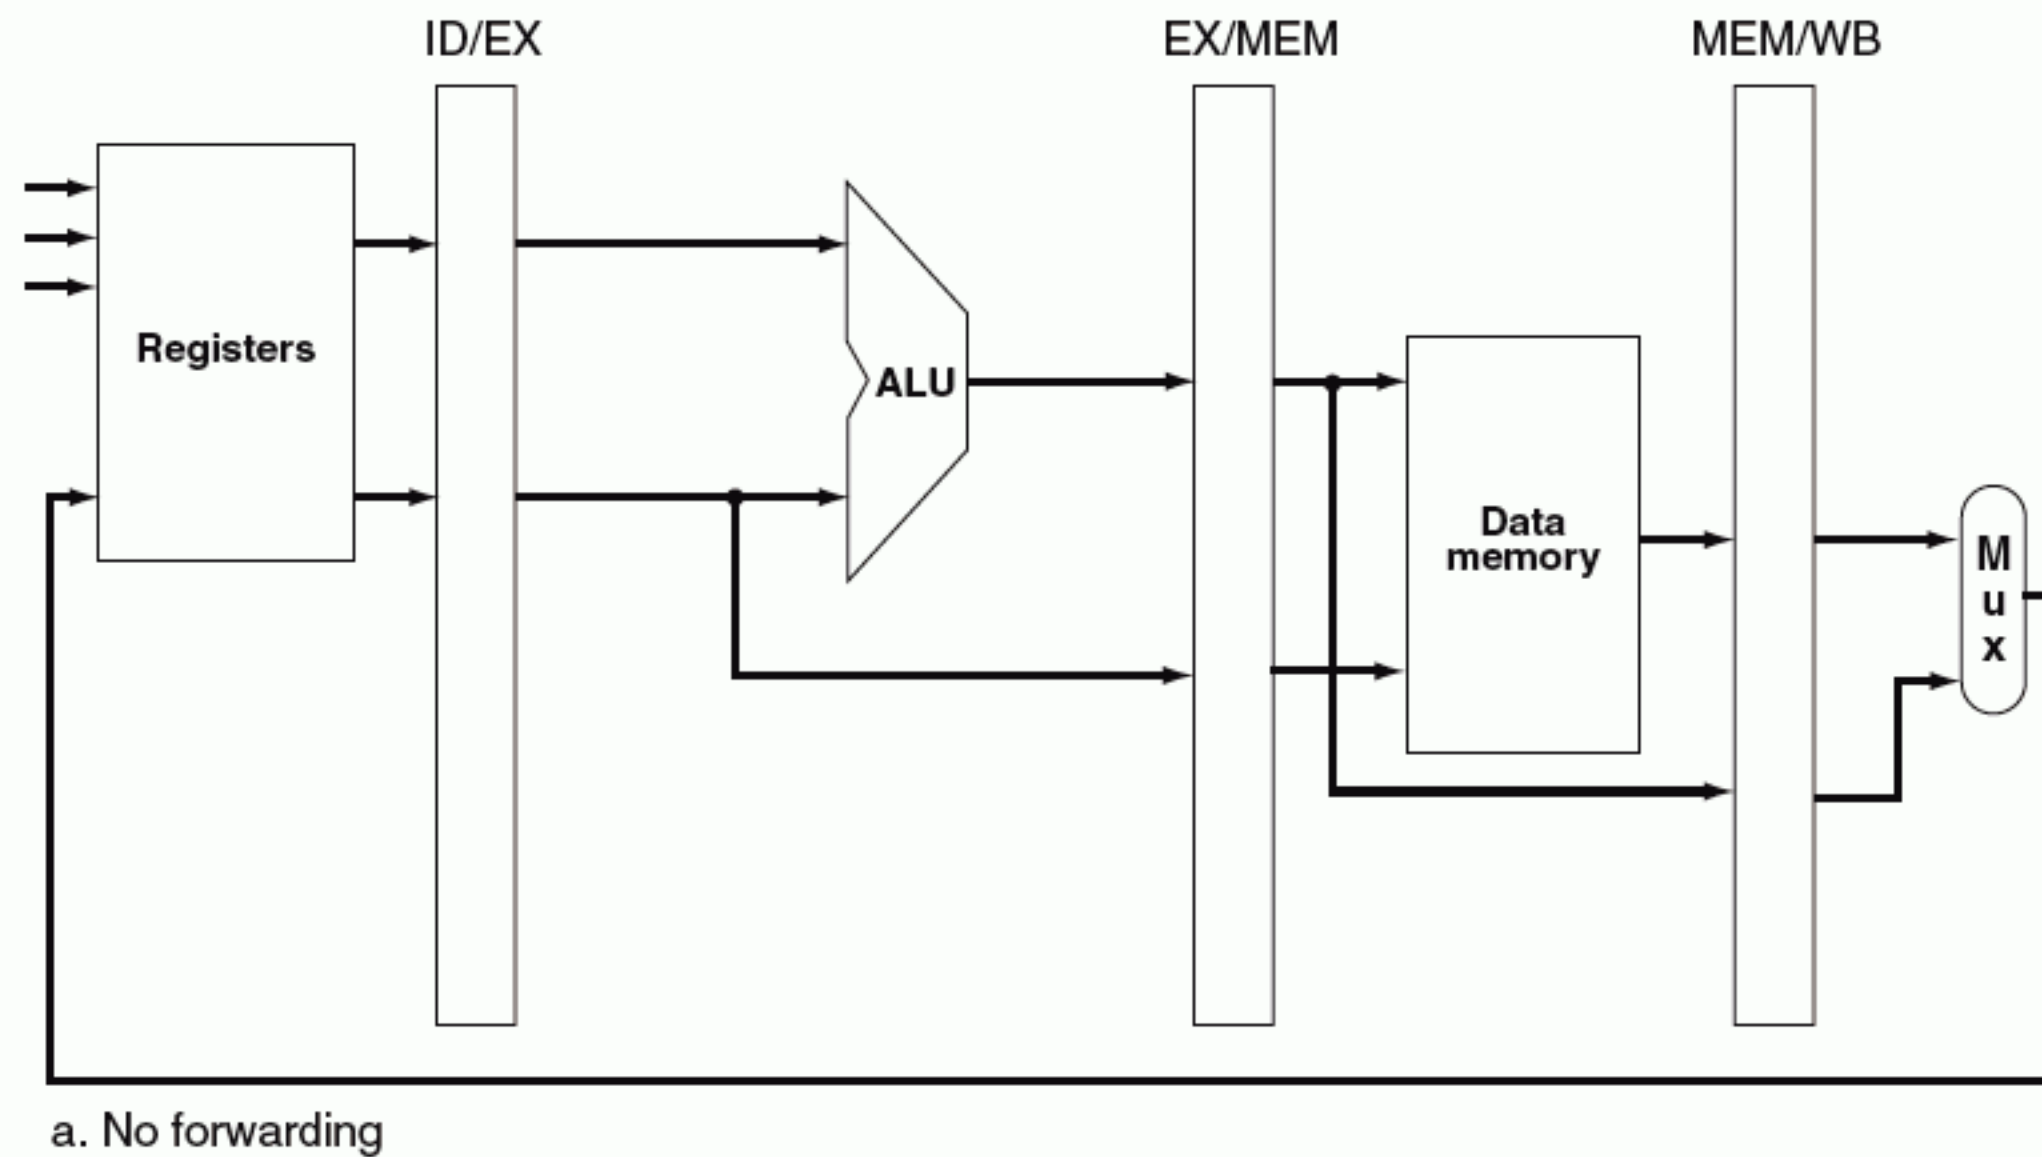 ID/EX
EX/MEM
MEM/WB
Registers
ALU
Data
memory
M
u
x
a. No forwarding